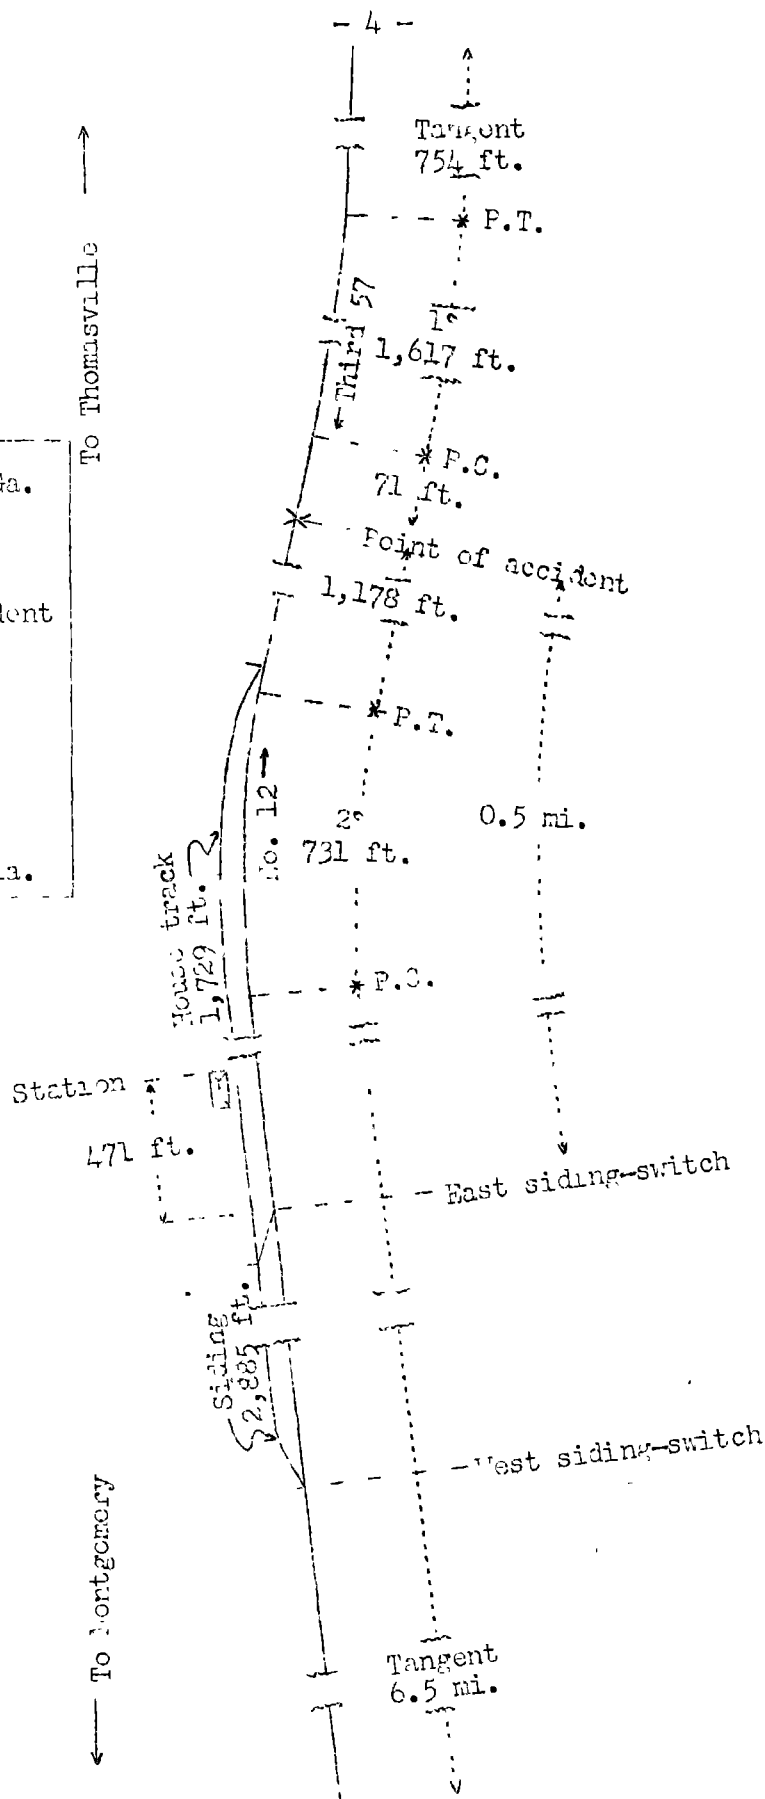 - 4 -
Tangent
754 ft.
P.T.
To Thomasville
1°
1,617 ft.
Third 57
P.C.
71 ft.
Ga.
Point of accident
1,178 ft.
P.T.
No. 12
2°
731 ft.
0.5 mi.
House track
1,729 ft.
P.C.
Station
471 ft.
East siding-switch
Siding
2,885 ft.
West siding-switch
To Montgomery
Tangent
6.5 mi.